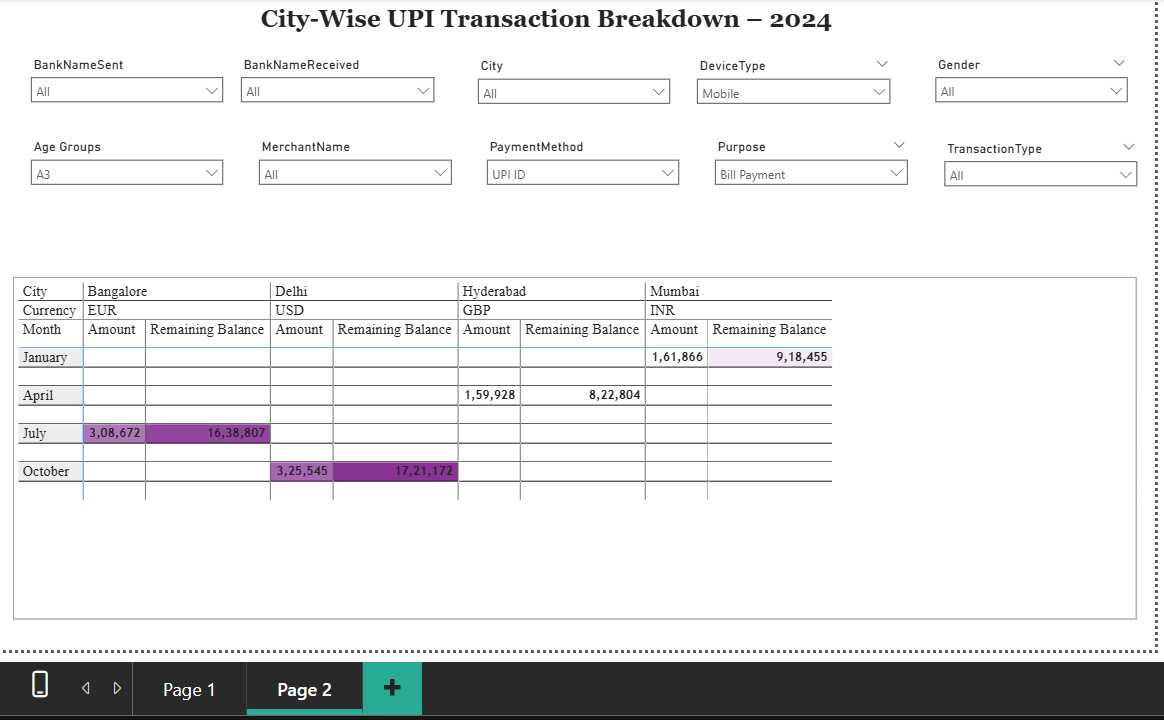 City-Wise UPI Transaction Breakdown – 2024
BankNameSent BankNameReceived City DeviceType Gender
All All All Mobile All
Age Groups MerchantName PaymentMethod Purpose TransactionType
A3 All UPI ID Bill Payment All
City Bangalore Delhi Hyderabad Mumbai
Currency EUR USD GBP INR
Month Amount Remaining Balance Amount Remaining Balance Amount Remaining Balance Amount Remaining Balance
January 1,61,866 9,18,455
April 1,59,928 8,22,804
July 3,08,672 16,38,807
October 3,25,545 17,21,172
Page 1 Page 2